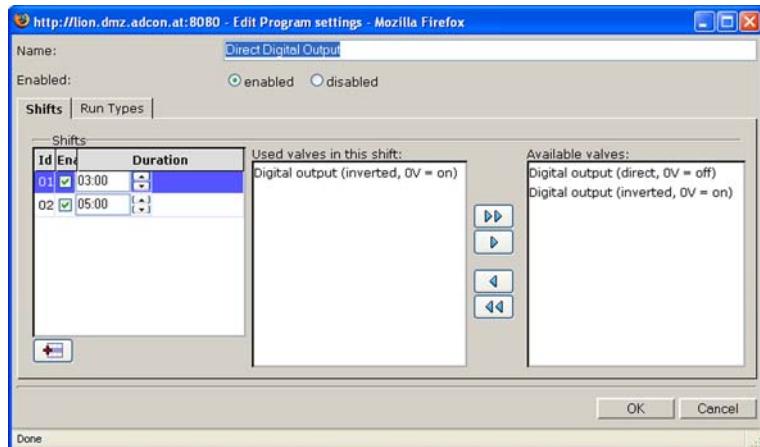 http://lion.dmz.adcon.at:8080 - Edit Program settings - Mozilla Firefox
Name: Direct Digital Output
Enabled: enabled disabled
Shifts Run Types
Shifts
Id Ena Duration
01 03:00
02 05:00
Used valves in this shift:
Digital output (inverted, 0V = on)
Available valves:
Digital output (direct, 0V = off)
Digital output (inverted, 0V = on)
OK Cancel
Done